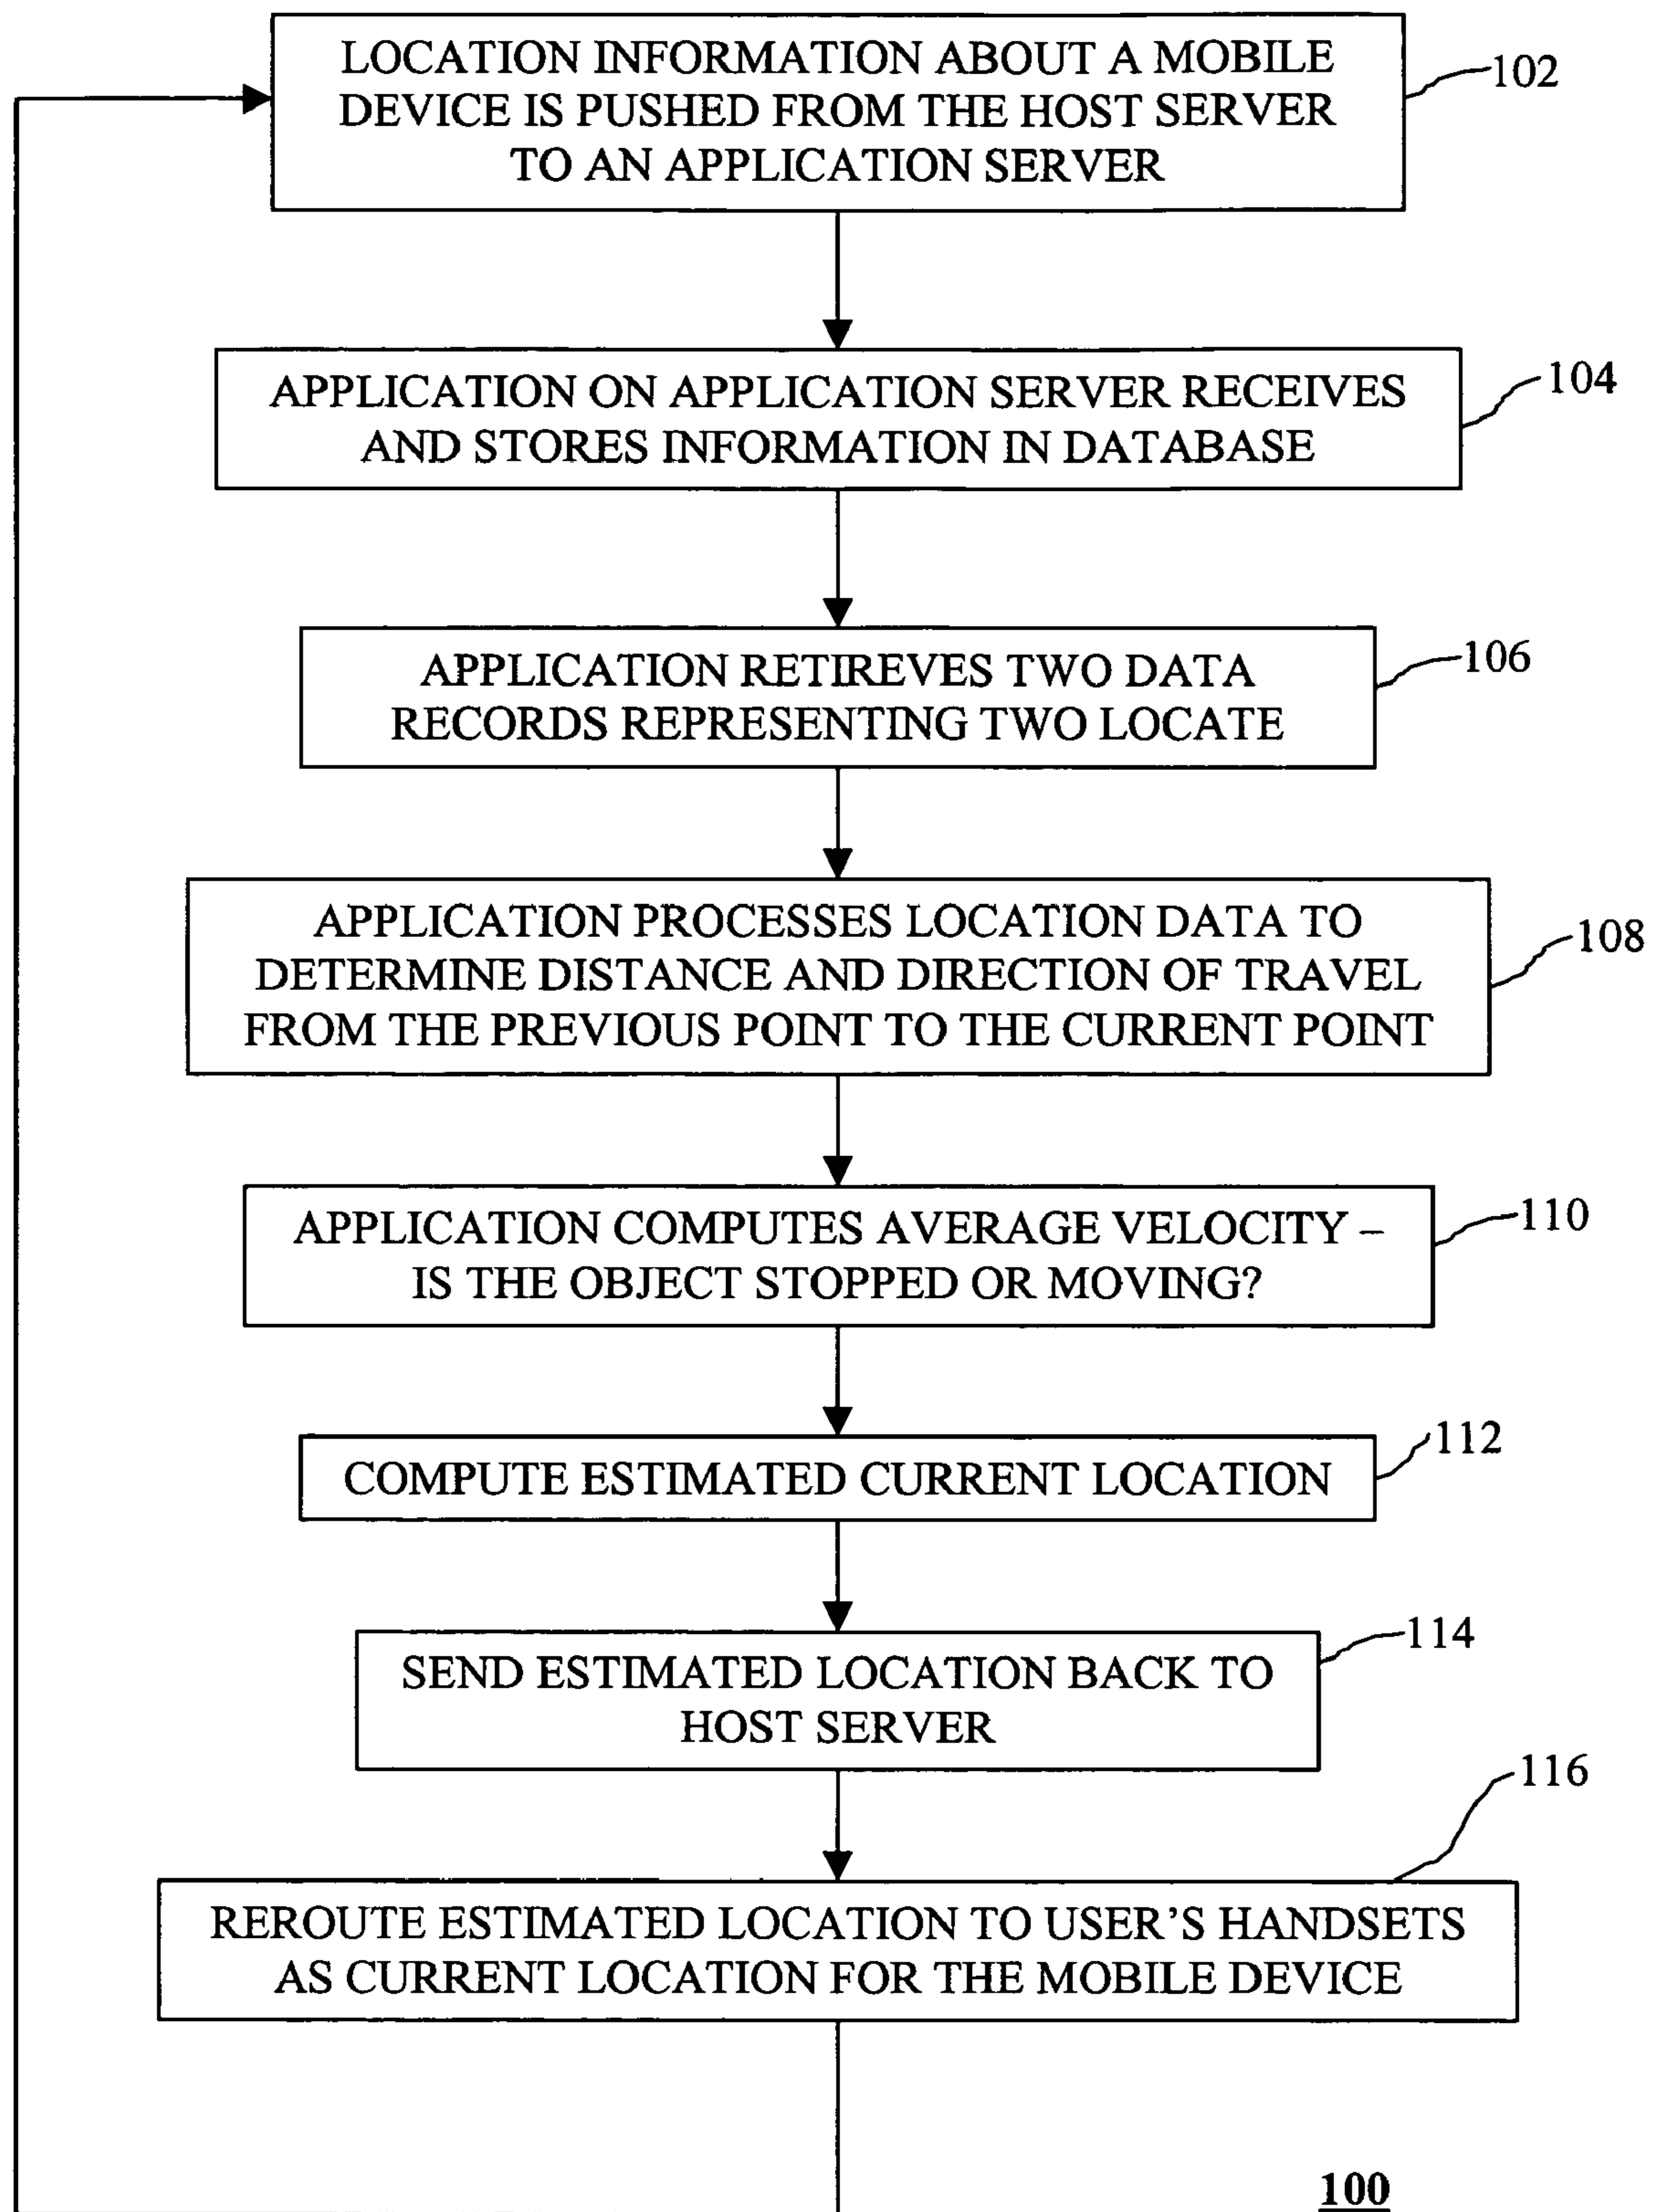 LOCATION INFORMATION ABOUT A MOBILE
DEVICE IS PUSHED FROM THE HOST SERVER
TO AN APPLICATION SERVER
102
APPLICATION ON APPLICATION SERVER RECEIVES
AND STORES INFORMATION IN DATABASE
104
APPLICATION RETIREVES TWO DATA
RECORDS REPRESENTING TWO LOCATE
106
APPLICATION PROCESSES LOCATION DATA TO
DETERMINE DISTANCE AND DIRECTION OF TRAVEL
FROM THE PREVIOUS POINT TO THE CURRENT POINT
108
APPLICATION COMPUTES AVERAGE VELOCITY –
IS THE OBJECT STOPPED OR MOVING?
110
COMPUTE ESTIMATED CURRENT LOCATION
112
SEND ESTIMATED LOCATION BACK TO
HOST SERVER
114
REROUTE ESTIMATED LOCATION TO USER’S HANDSETS
AS CURRENT LOCATION FOR THE MOBILE DEVICE
116
100